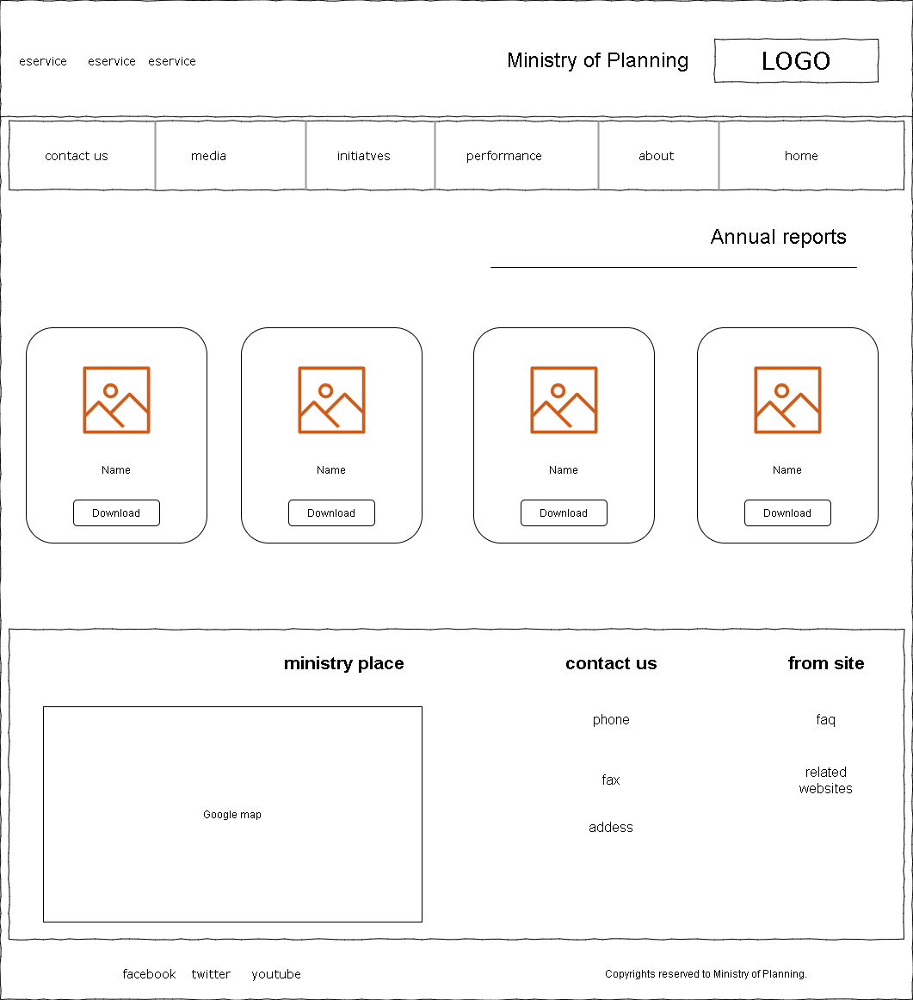 eservice eservice eservice Ministry of Planning LOGO
contact us media initiatves performance about home
Annual reports
Name Name Name Name
Download Download Download Download
ministry place contact us from site
phone faq
fax related
websites
Google map
addess
facebook twitter youtube Copyrights reserved to Ministry of Planning.